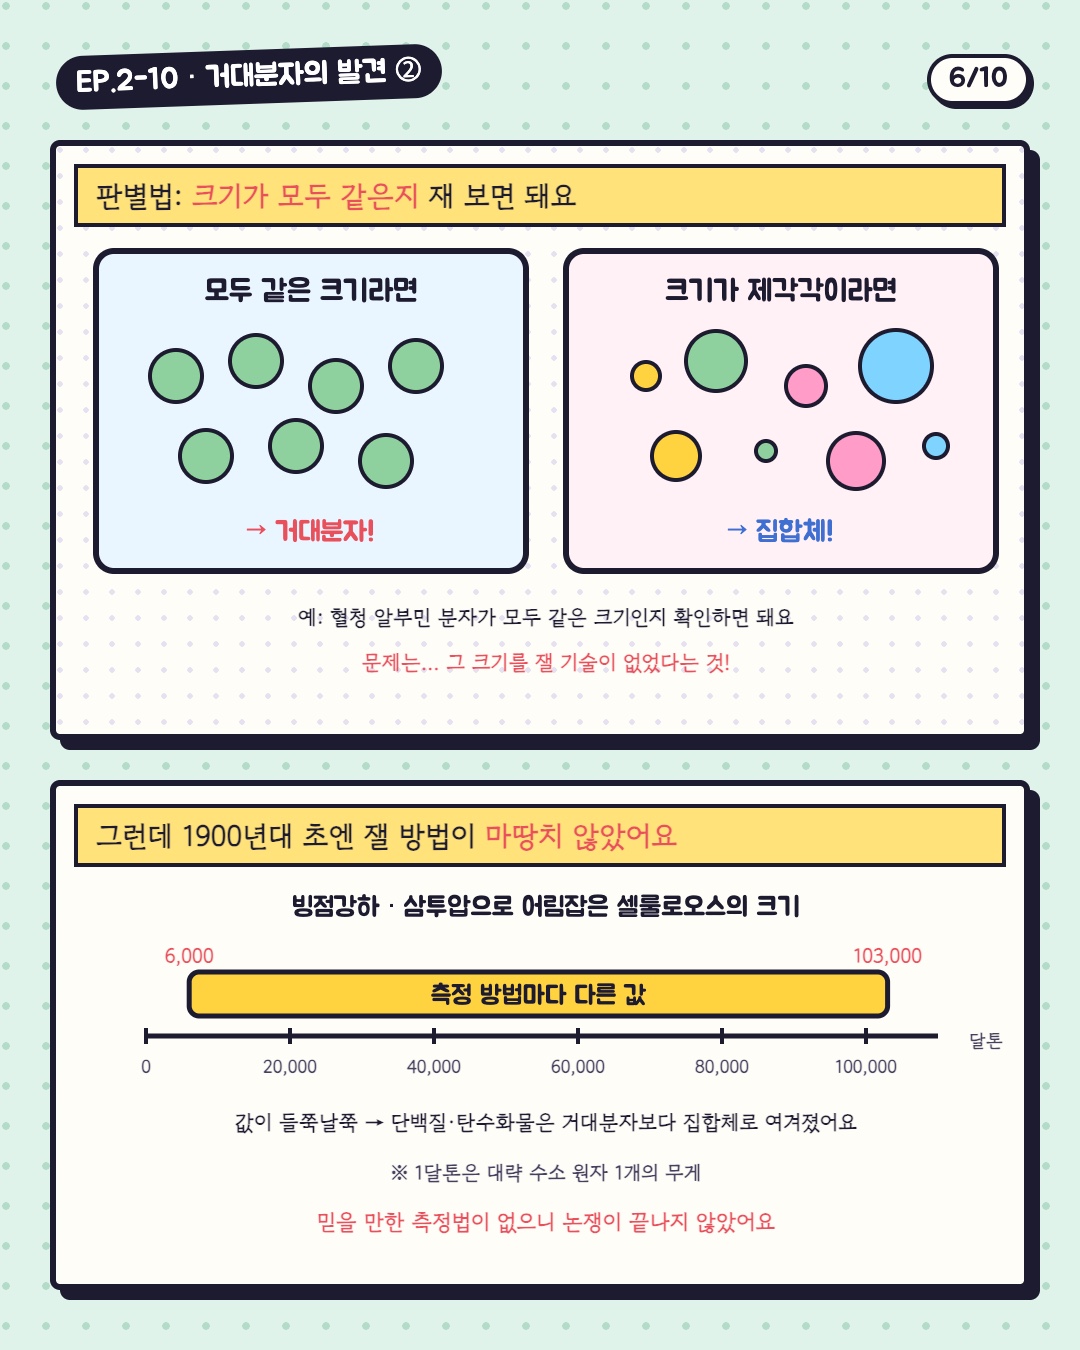 EP.2-10 · 거대분자의 발견 ②
6/10
판별법: 크기가 모두 같은지 재 보면 돼요
모두 같은 크기라면
→ 거대분자!
크기가 제각각이라면
→ 집합체!
예: 혈청 알부민 분자가 모두 같은 크기인지 확인하면 돼요
문제는... 그 크기를 잴 기술이 없었다는 것!
그런데 1900년대 초엔 잴 방법이 마땅치 않았어요
빙점강하 · 삼투압으로 어림잡은 셀룰로오스의 크기
6,000 103,000
측정 방법마다 다른 값
달톤
0 20,000 40,000 60,000 80,000 100,000
값이 들쭉날쭉 → 단백질·탄수화물은 거대분자보다 집합체로 여겨졌어요
※ 1달톤은 대략 수소 원자 1개의 무게
믿을 만한 측정법이 없으니 논쟁이 끝나지 않았어요